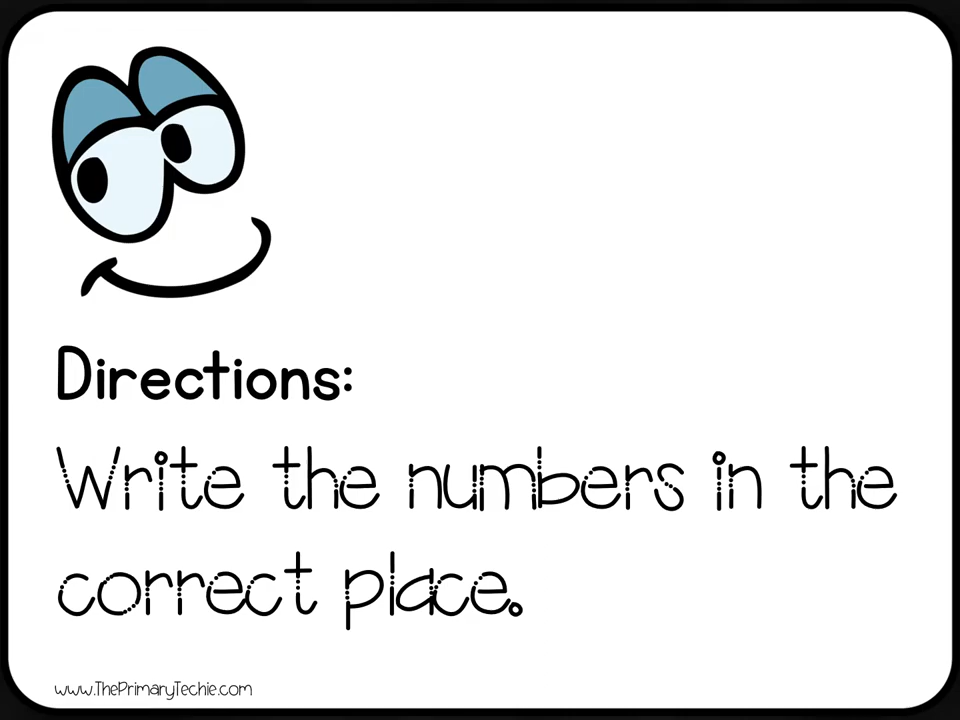 Directions:
Write the numbers in the
correct place.
www.ThePrimaryTechie.com